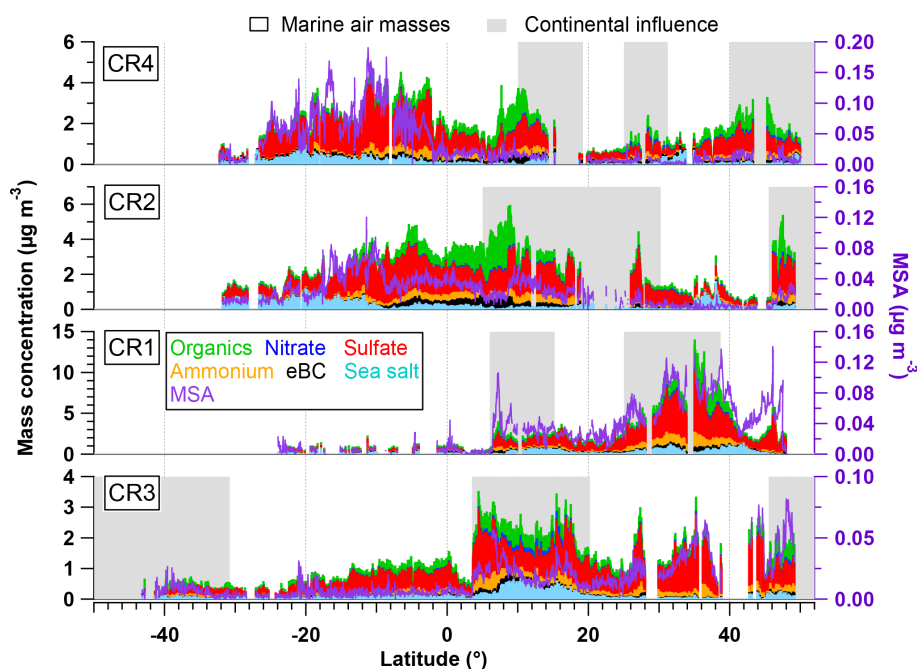 Marine air masses Continental influence
6 0.20
CR4
4 0.15
0.10
2 0.05
0 0.00
CR2 0.16
6 0.12
4 0.08
2 0.04
0 0.00
15 CR1 0.16
Organics Nitrate Sulfate 0.12
10 Ammonium eBC Sea salt 0.08
MSA
5 0.04
0 0.00
4 CR3 0.10
3
2 0.05
1
0 0.00
-40 -20 0 20 40
Latitude (°)
Mass concentration (µg m⁻³)
MSA (µg m⁻³)